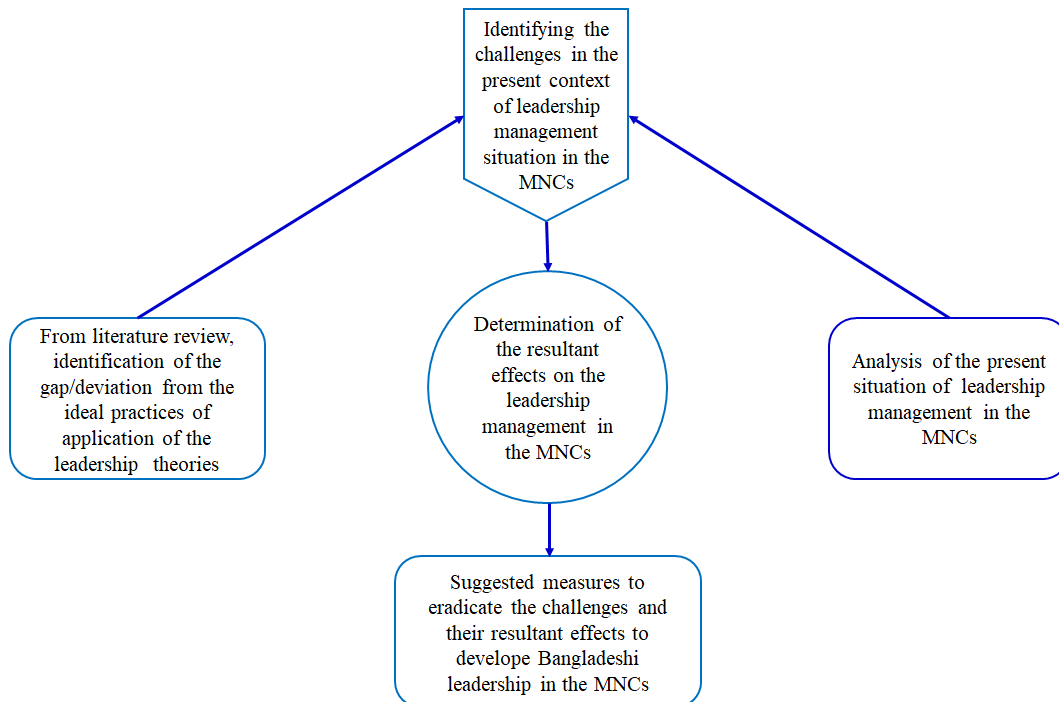 Identifying the
challenges in the
present context
of leadership
management
situation in the
MNCs
From literature review,
identification of the
gap/deviation from the
ideal practices of
application of the
leadership theories
Determination of
the resultant
effects on the
leadership
management in
the MNCs
Analysis of the present
situation of leadership
management in the
MNCs
Suggested measures to
eradicate the challenges and
their resultant effects to
develope Bangladeshi
leadership in the MNCs